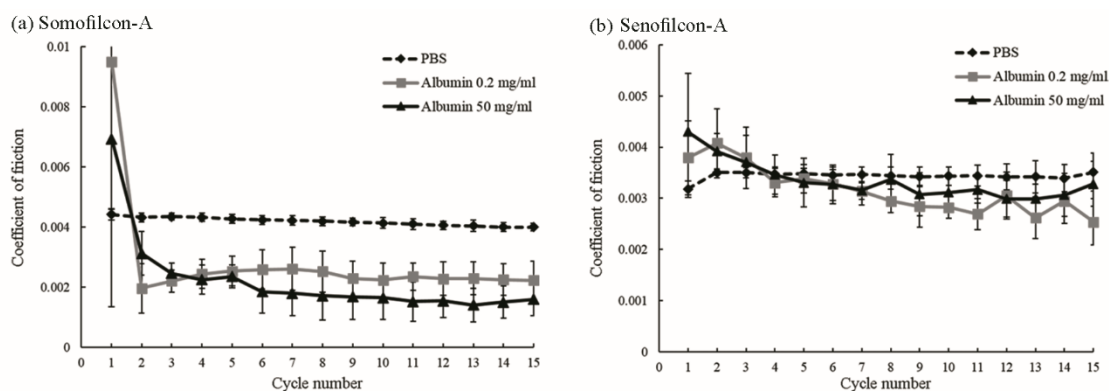 (a) Somofilcon-A
0.01
0.008
0.006
0.004
0.002
0
Coefficient of friction
PBS
Albumin 0.2 mg/ml
Albumin 50 mg/ml
0 1 2 3 4 5 6 7 8 9 10 11 12 13 14 15
Cycle number
(b) Senofilcon-A
0.006
0.005
0.004
0.003
0.002
0.001
0
Coefficient of friction
PBS
Albumin 0.2 mg/ml
Albumin 50 mg/ml
0 1 2 3 4 5 6 7 8 9 10 11 12 13 14 15
Cycle number